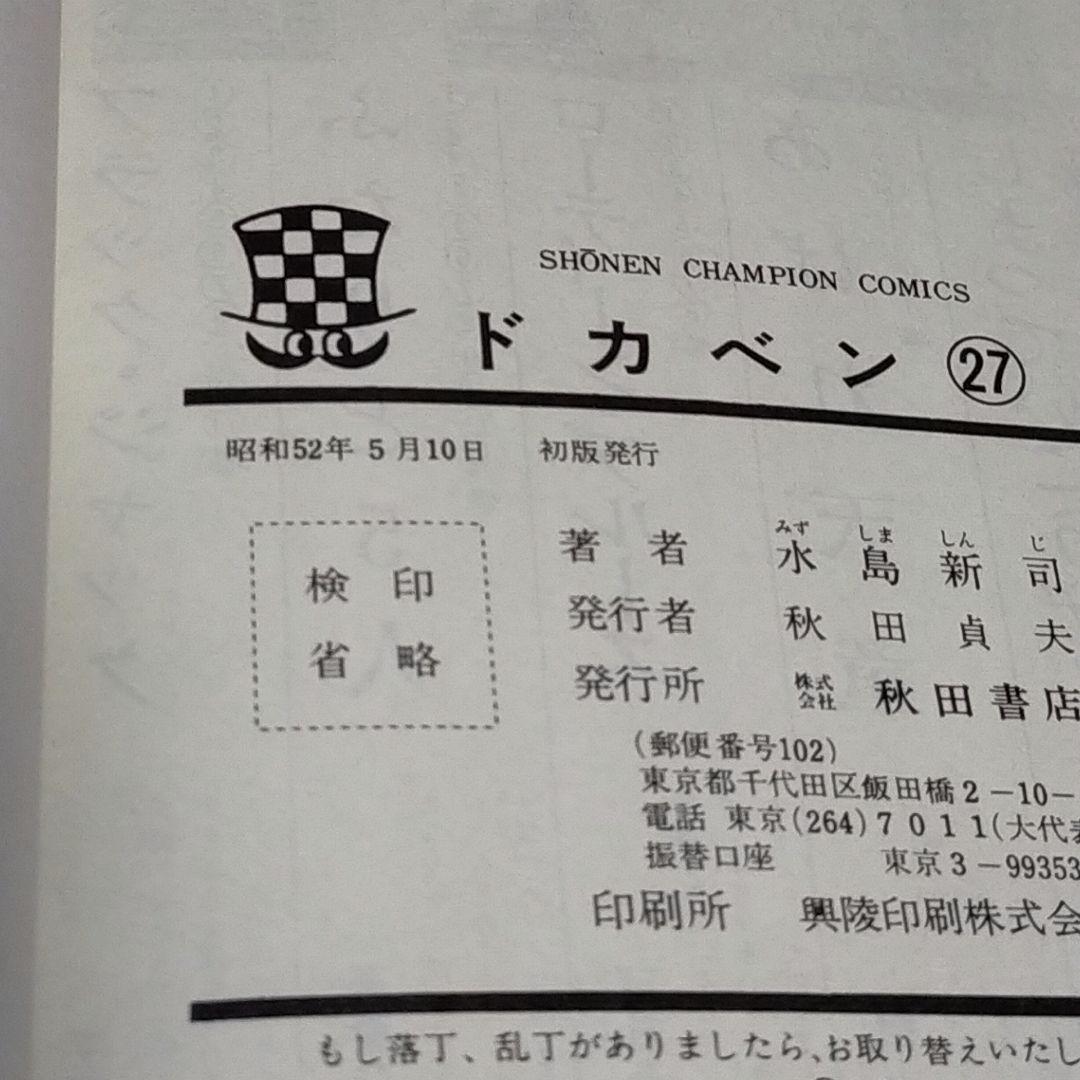 SHŌNEN CHAMPION COMICS
ドカベン ㉗
昭和52年5月10日 初版発行
検印
省略
著者 水島新司
みず しま しん じ
発行者 秋田貞夫
発行所 株式会社 秋田書店
(郵便番号102)
東京都千代田区飯田橋2-10-
電話 東京(264)7011(大代表
振替口座 東京3-99353
印刷所 興陵印刷株式会
もし落丁、乱丁がありましたら、お取り替えいたし